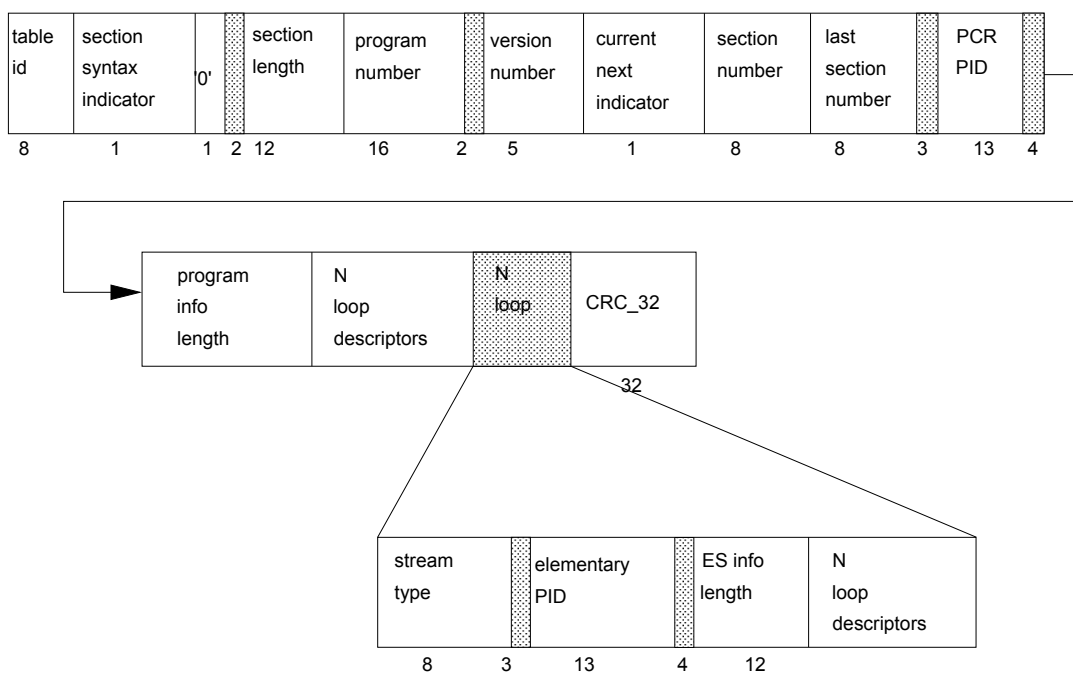 table
id
section
syntax
indicator
'0'
section
length
program
number
version
number
current
next
indicator
section
number
last
section
number
PCR
PID
8 1 1 2 12 16 2 5 1 8 8 3 13 4
program
info
length
N
loop
descriptors
N
loop
CRC_32
32
stream
type
elementary
PID
ES info
length
N
loop
descriptors
8 3 13 4 12